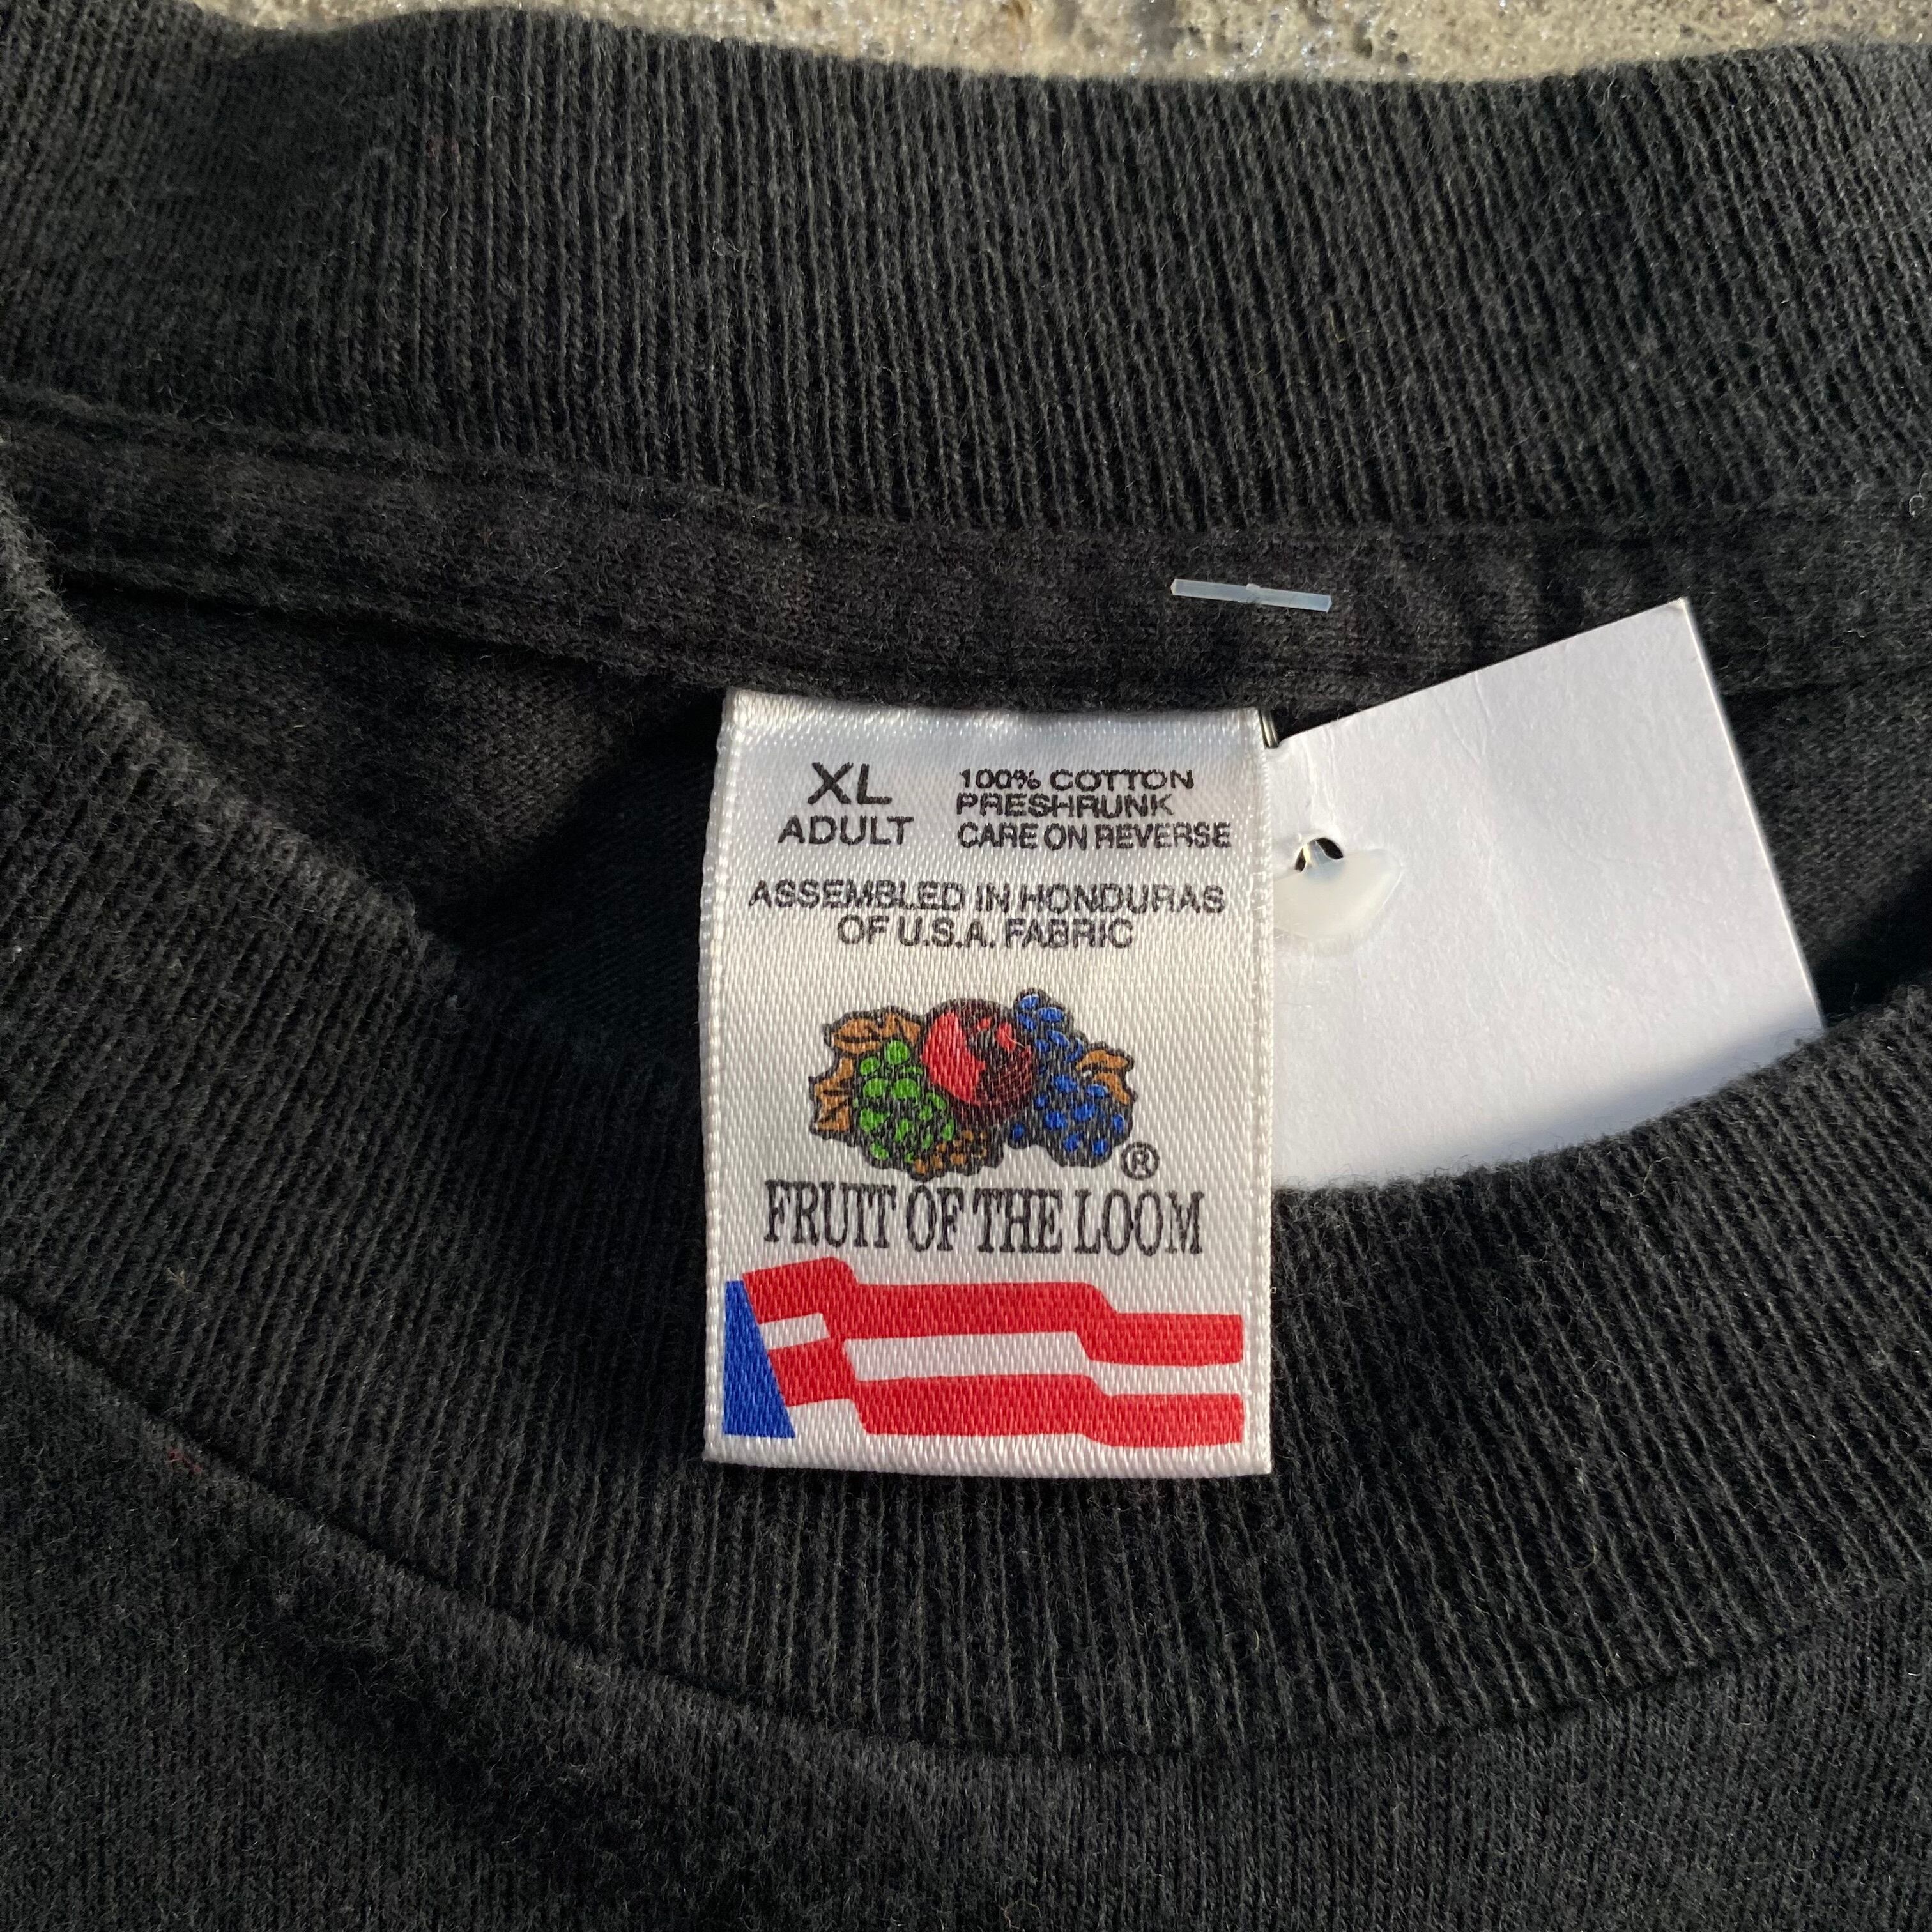 XL
ADULT
100% COTTON
PRESHRUNK
CARE ON REVERSE
ASSEMBLED IN HONDURAS
OF U.S.A. FABRIC
®
FRUIT OF THE LOOM